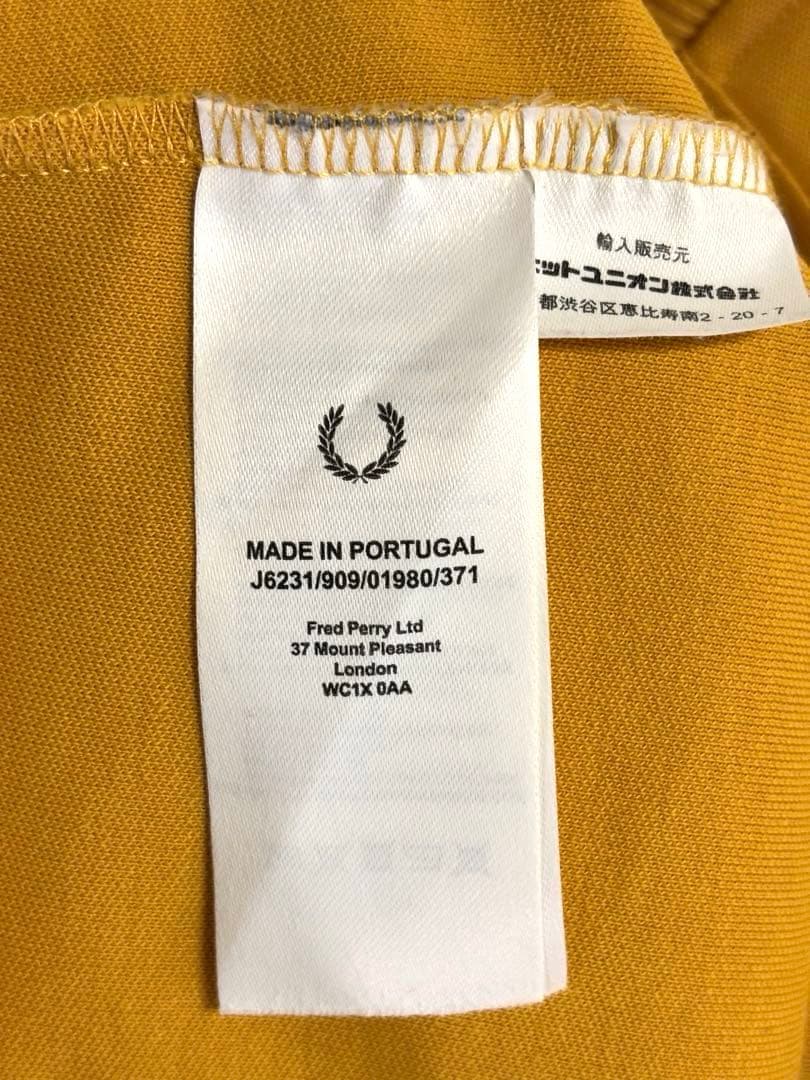 輸入販売元
ットユニオン株式会社
都渋谷区恵比寿南2-20-7
MADE IN PORTUGAL
J6231/909/01980/371
Fred Perry Ltd
37 Mount Pleasant
London
WC1X 0AA